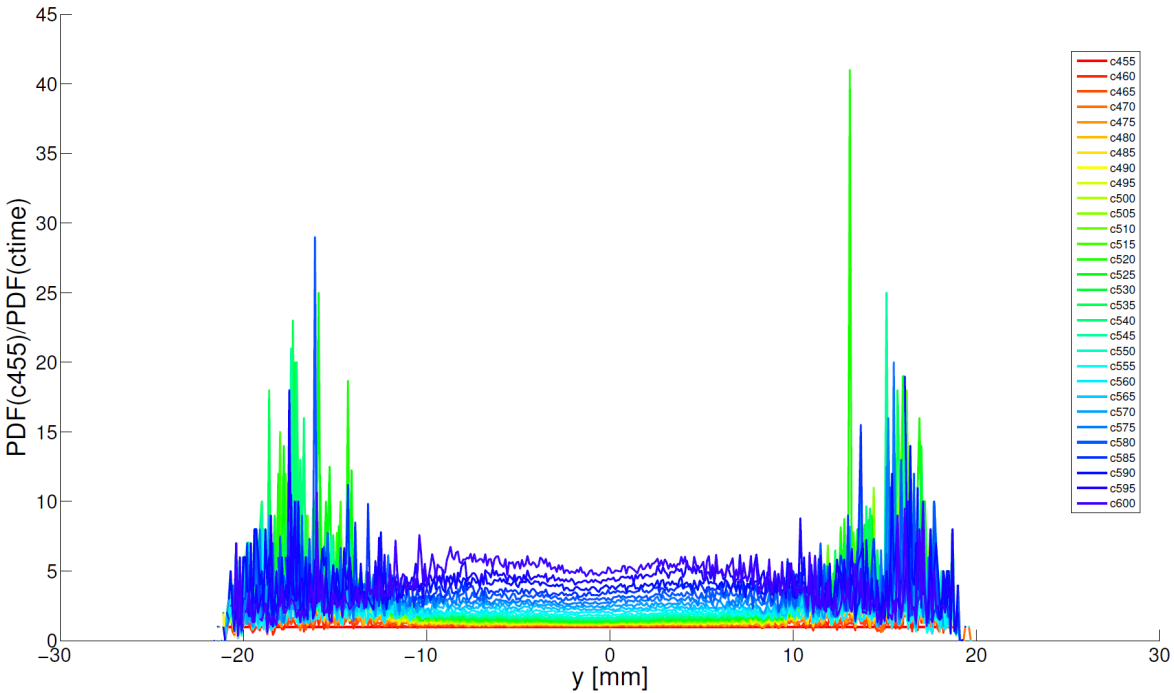 45
40
35
30
25
20
15
10
5
0
PDF(c455)/PDF(ctime)
−30
−20
−10
0
10
20
30
y [mm]
c455
c460
c465
c470
c475
c480
c485
c490
c495
c500
c505
c510
c515
c520
c525
c530
c535
c540
c545
c550
c555
c560
c565
c570
c575
c580
c585
c590
c595
c600